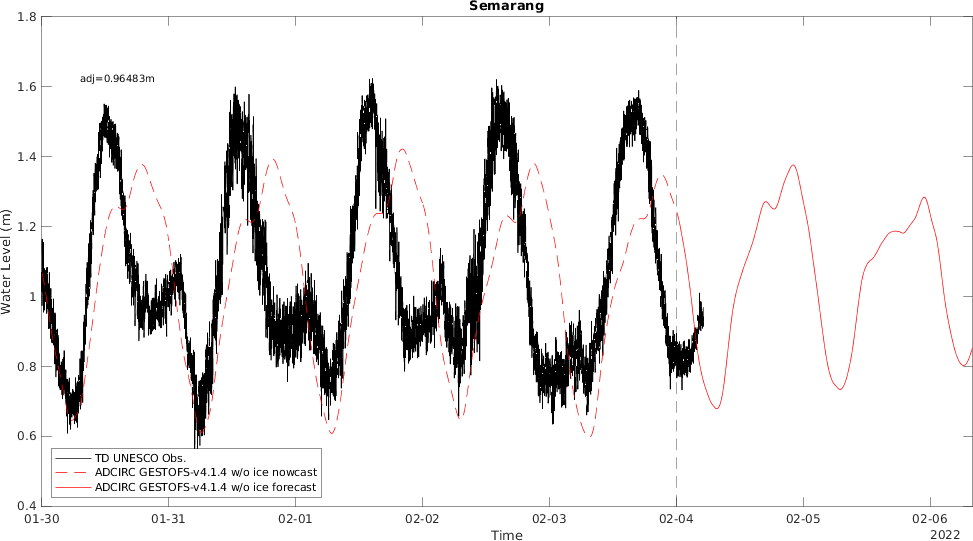 Semarang
1.8
1.6
1.4
1.2
1
0.8
0.6
0.4
Water Level (m)
adj=0.96483m
TD UNESCO Obs.
ADCIRC GESTOFS-v4.1.4 w/o ice nowcast
ADCIRC GESTOFS-v4.1.4 w/o ice forecast
01-30 01-31 02-01 02-02 02-03 02-04 02-05 02-06
Time
2022